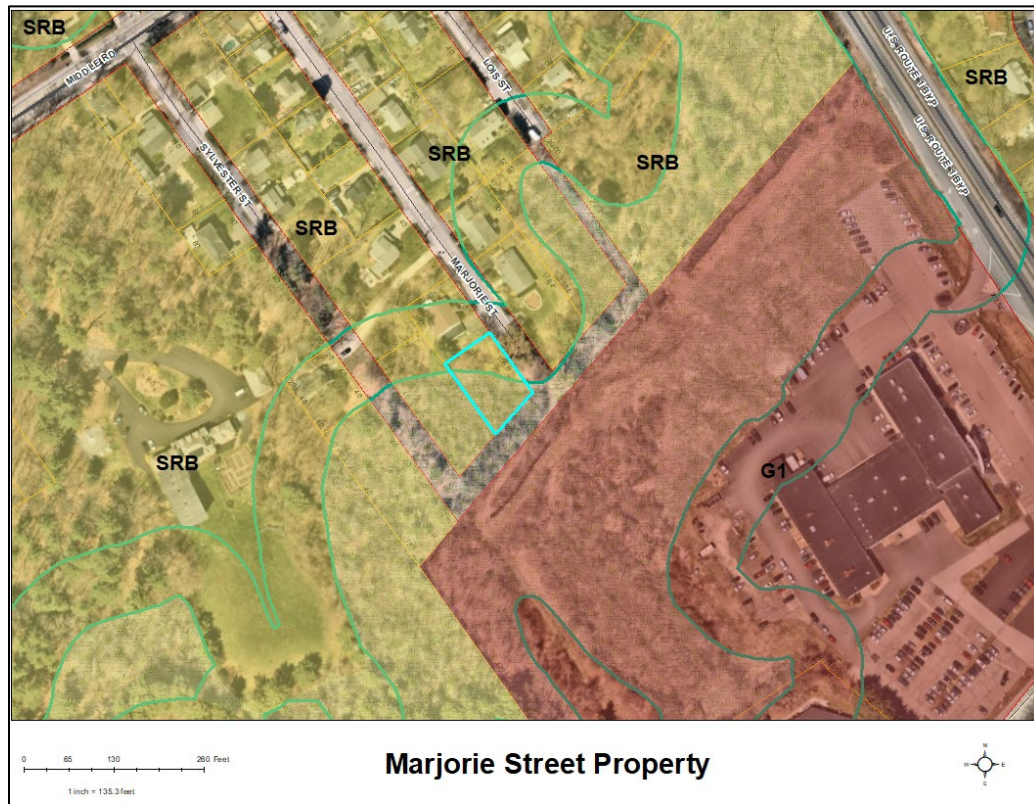 SRB
MIDDLE RD
SYLVESTER ST
LOIS ST
U.S. ROUTE 1 BYP
U.S. ROUTE 1 BYP
SRB
SRB
SRB
SRB
MARJORIE ST
SRB
G1
0 65 130 260 Feet
1 inch = 135.3 feet
Marjorie Street Property
N
W E
S